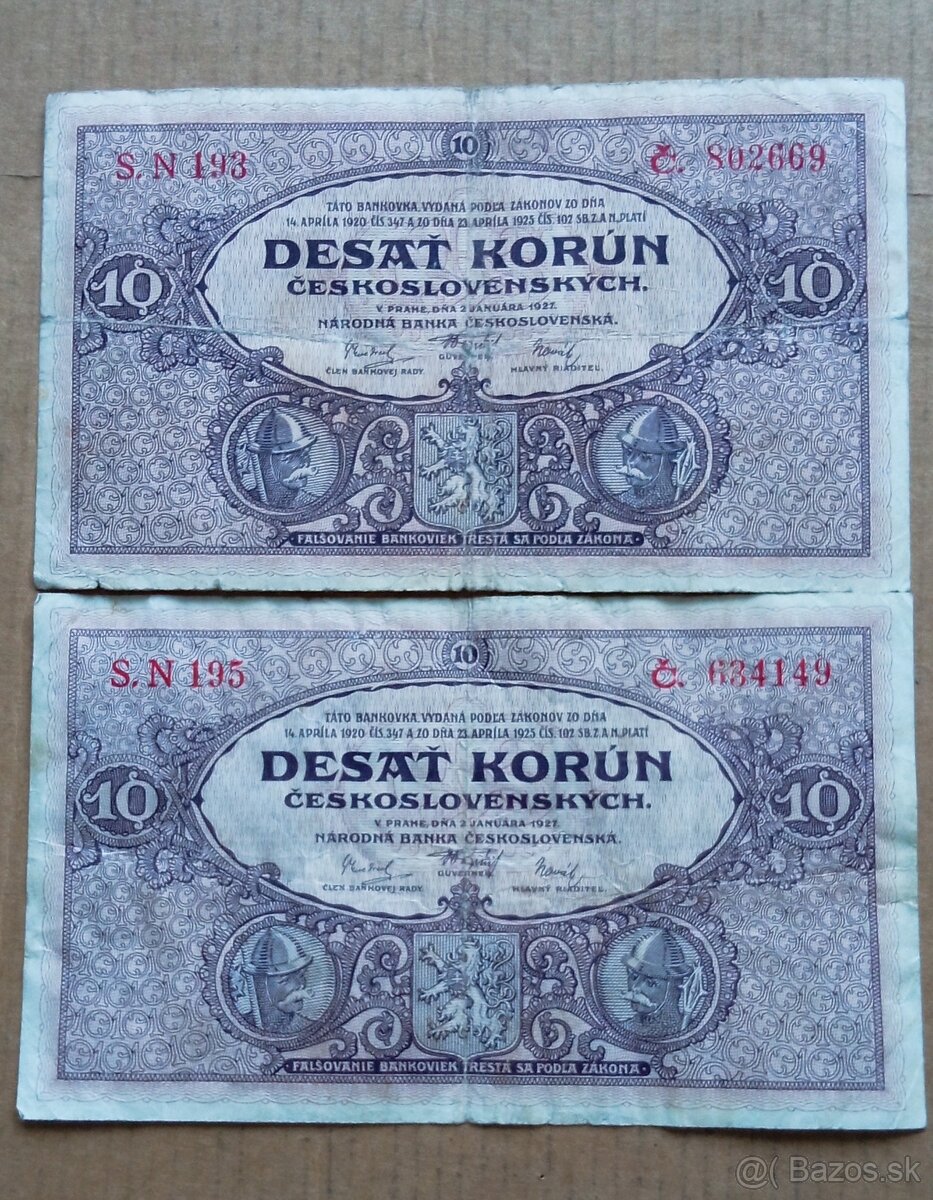 10
S. N 193
Č. 802669
TÁTO BANKOVKA, VYDANÁ PODĽA ZÁKONOV ZO DŇA
14. APRÍLA 1920 ČÍS. 347 A ZO DŇA 23. APRÍLA 1925 ČÍS. 102 SB. Z. A N., PLATÍ
DESAŤ KORÚN
10 10
ČESKOSLOVENSKÝCH.
V PRAHE, DŇA 2 JANUÁRA 1927.
NÁRODNÁ BANKA ČESKOSLOVENSKÁ.
GUVERNER.
ČLEN BAŇKOVEJ RADY. HLAVNÝ RIADITEL.
· FALŠOVANIE BANKOVIEK TRESTÁ SA PODĽA ZÁKONA ·
10
S. N 195
Č. 634149
TÁTO BANKOVKA, VYDANÁ PODĽA ZÁKONOV ZO DŇA
14. APRÍLA 1920 ČÍS. 347 A ZO DŇA 23. APRÍLA 1925 ČÍS. 102 SB. Z. A N., PLATÍ
DESAŤ KORÚN
10 10
ČESKOSLOVENSKÝCH.
V PRAHE, DŇA 2 JANUÁRA 1927.
NÁRODNÁ BANKA ČESKOSLOVENSKÁ.
GUVERNER.
ČLEN BAŇKOVEJ RADY. HLAVNÝ RIADITEL.
· FALŠOVANIE BANKOVIEK TRESTÁ SA PODĽA ZÁKONA ·
@( Bazos.sk